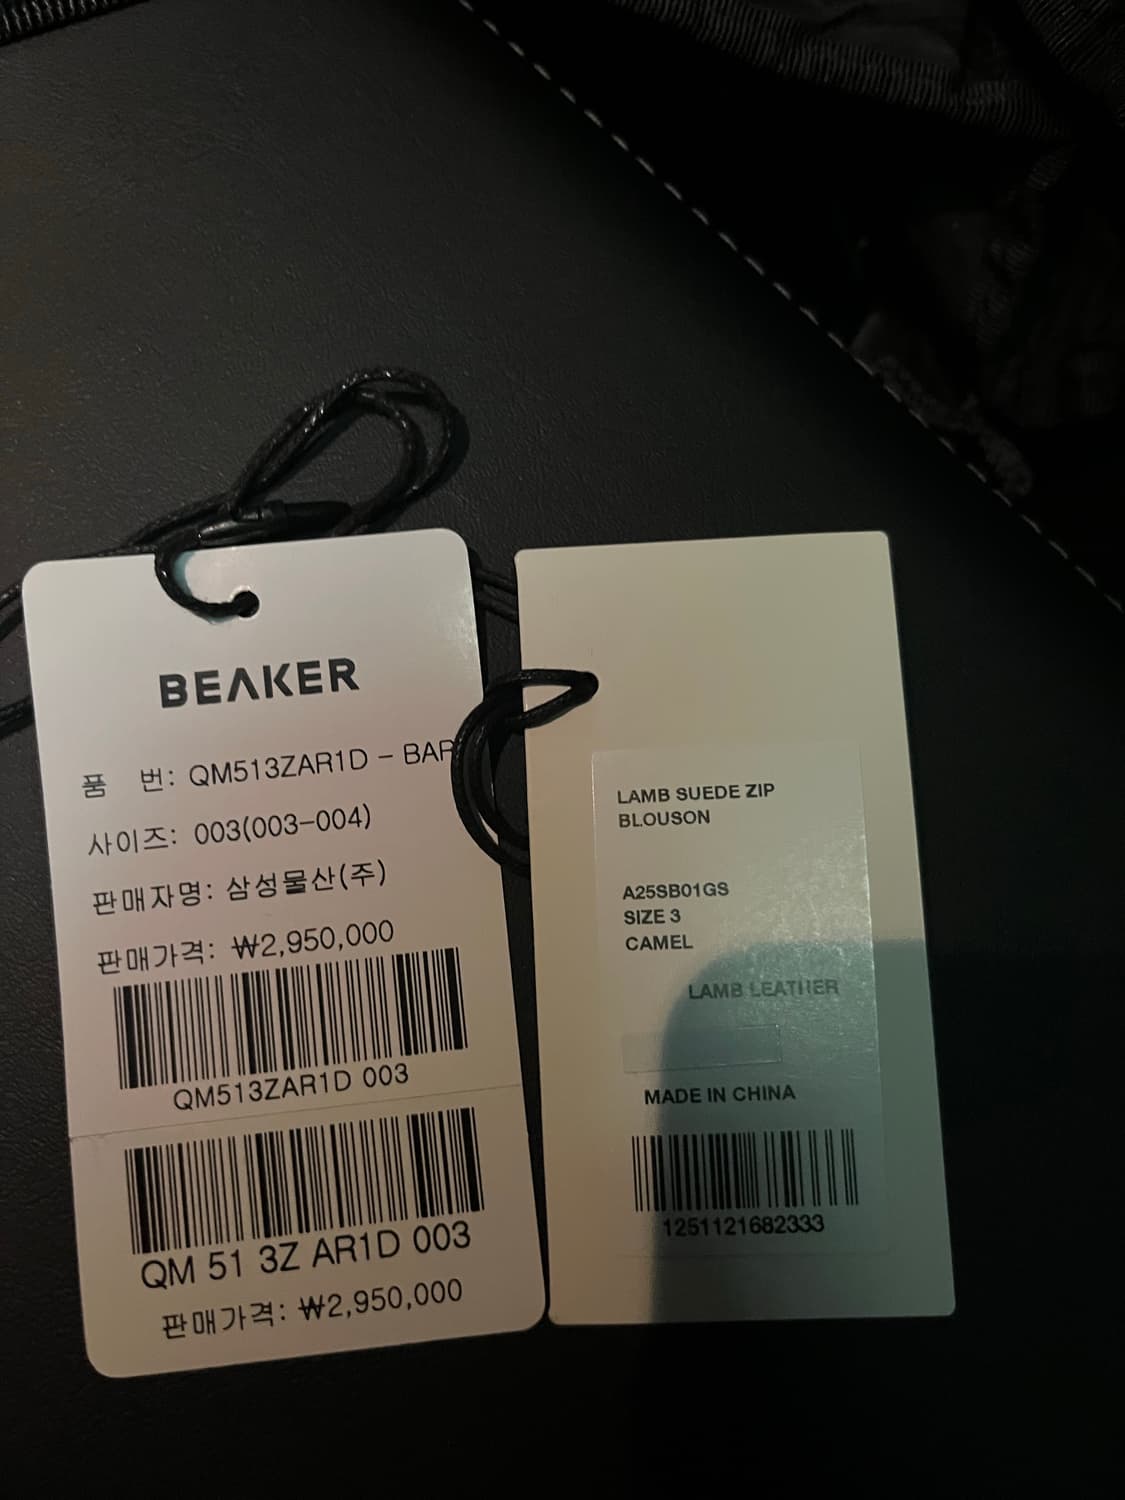 BEAKER
품 번: QM513ZAR1D - BAR
사이즈: 003(003-004)
판매자명: 삼성물산(주)
판매가격: ₩2,950,000
QM513ZAR1D 003
QM 51 3Z AR1D 003
판매가격: ₩2,950,000
LAMB SUEDE ZIP
BLOUSON
A25SB01GS
SIZE 3
CAMEL
LAMB LEATHER
MADE IN CHINA
1251121682333